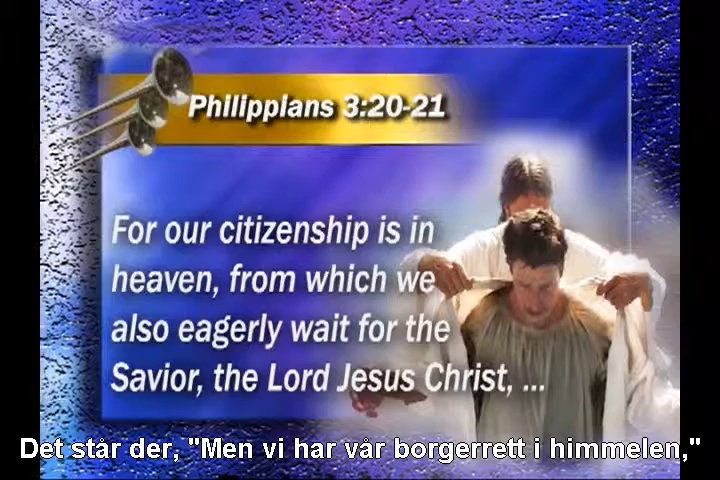 Philippians 3:20-21
For our citizenship is in
heaven, from which we
also eagerly wait for the
Savior, the Lord Jesus Christ, ...
Det står der, "Men vi har vår borgerrett i himmelen,"